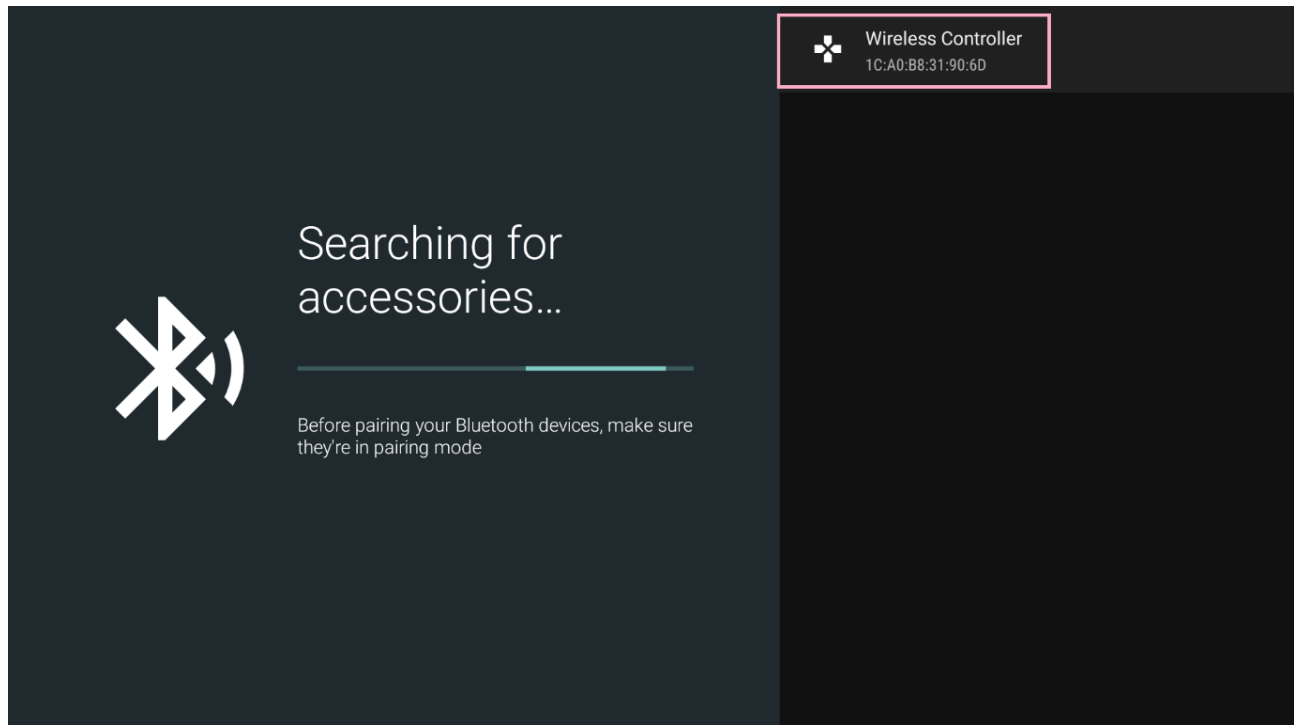 Wireless Controller
1C:A0:B8:31:90:6D
Searching for
accessories...
Before pairing your Bluetooth devices, make sure
they're in pairing mode